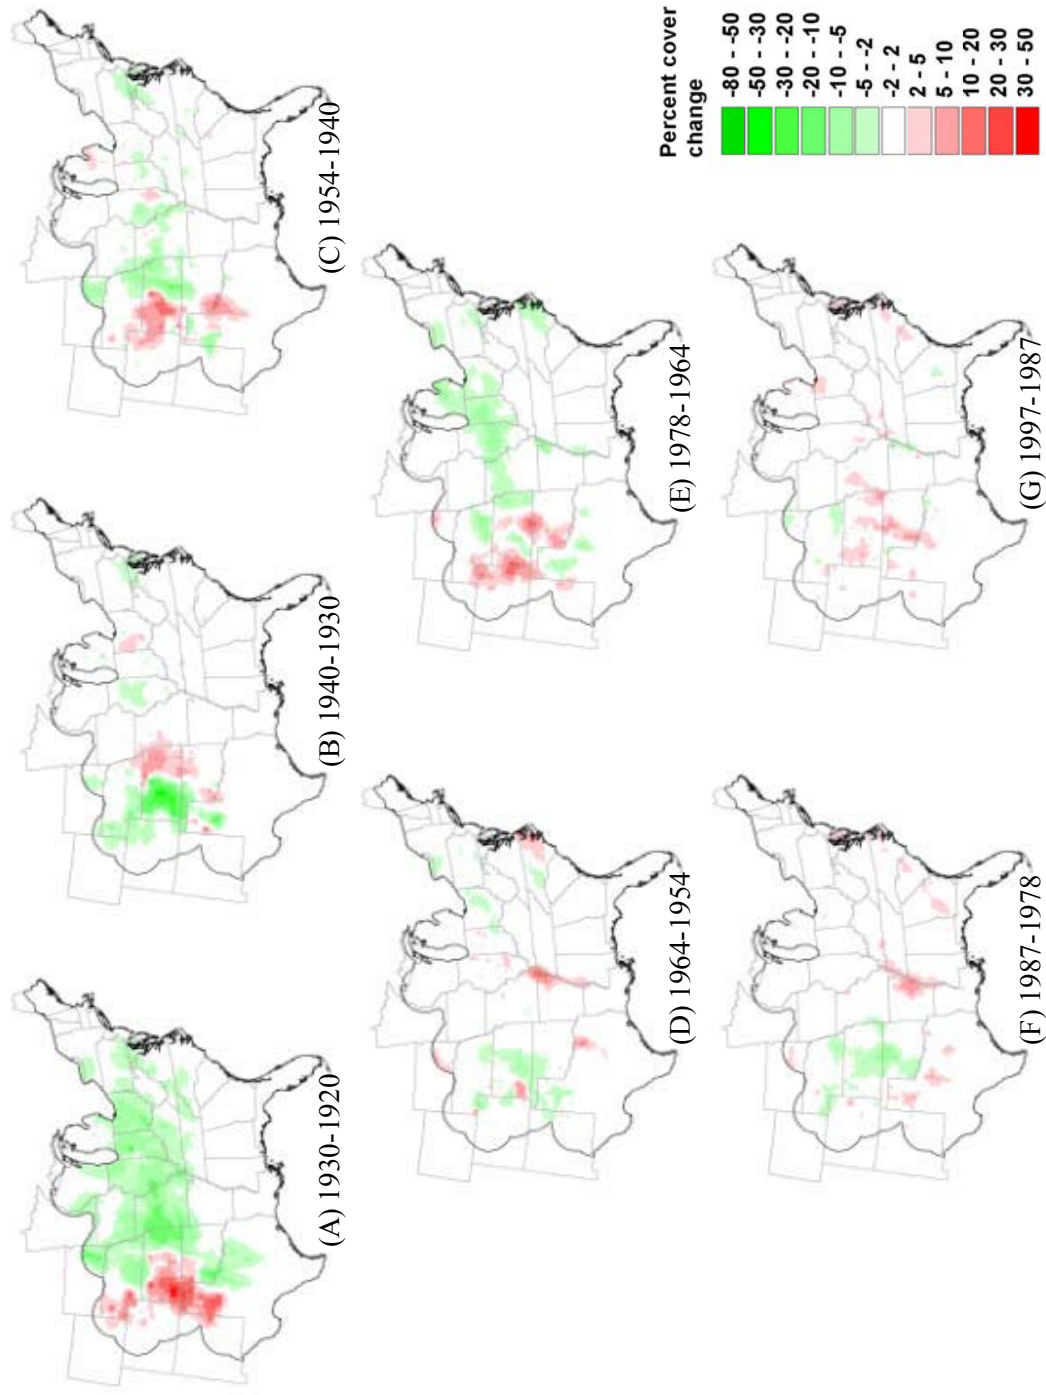 (A) 1930-1920
(B) 1940-1930
(C) 1954-1940
(D) 1964-1954
(E) 1978-1964
(F) 1987-1978
(G) 1997-1987
Percent cover
change
-80 - -50
-50 - -30
-30 - -20
-20 - -10
-10 - -5
-5 - -2
-2 - 2
2 - 5
5 - 10
10 - 20
20 - 30
30 - 50